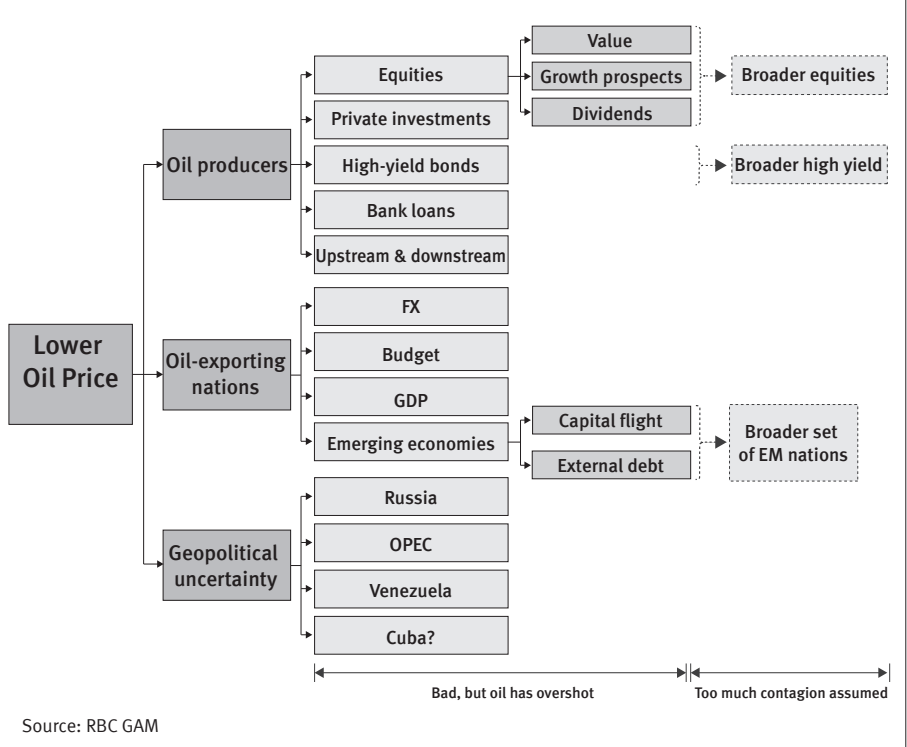 Lower
Oil Price
Oil producers
Equities
Private investments
High-yield bonds
Bank loans
Upstream & downstream
Value
Growth prospects
Dividends
Broader equities
Broader high yield
Oil-exporting
nations
FX
Budget
GDP
Emerging economies
Capital flight
External debt
Broader set
of EM nations
Geopolitical
uncertainty
Russia
OPEC
Venezuela
Cuba?
Bad, but oil has overshot
Too much contagion assumed
Source: RBC GAM